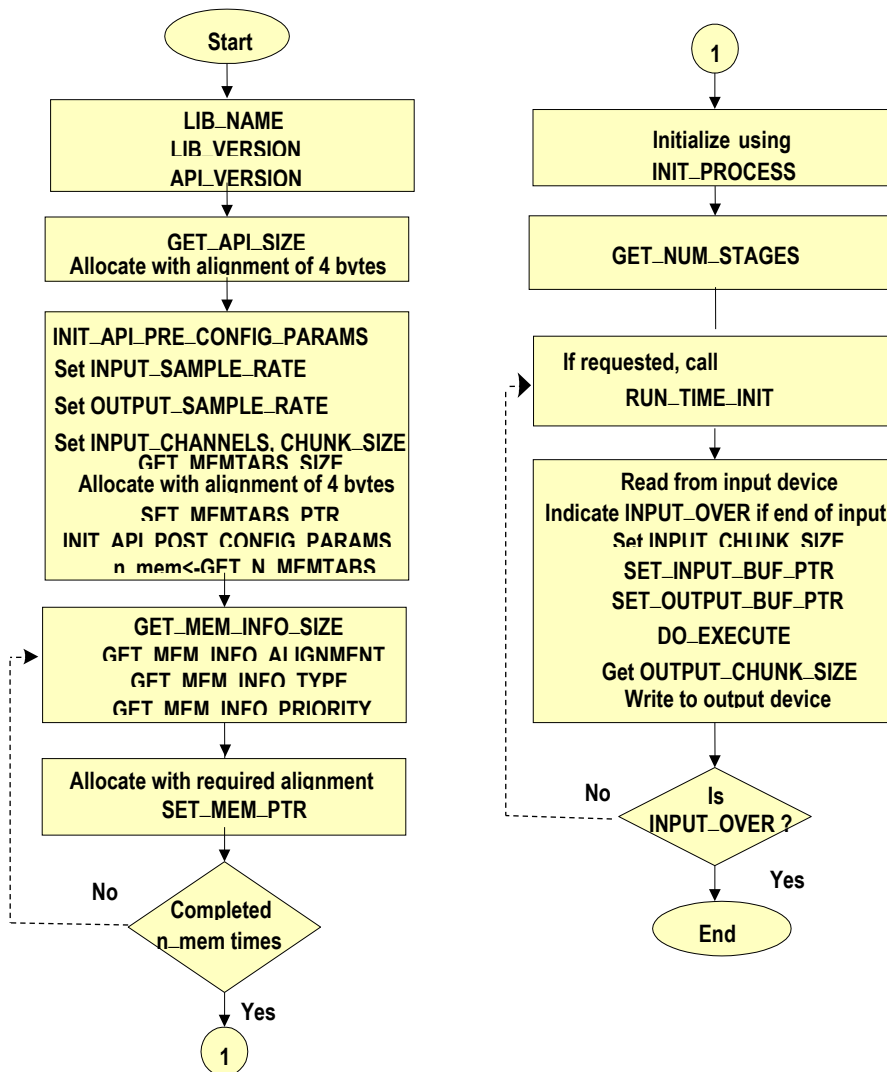 Start
LIB_NAME
LIB_VERSION
API_VERSION
GET_API_SIZE
Allocate with alignment of 4 bytes
INIT_API_PRE_CONFIG_PARAMS
Set INPUT_SAMPLE_RATE
Set OUTPUT_SAMPLE_RATE
Set INPUT_CHANNELS, CHUNK_SIZE
GET_MEMTABS_SIZE
Allocate with alignment of 4 bytes
SET_MEMTABS_PTR
INIT_API_POST_CONFIG_PARAMS
n_mem<-GET_N_MEMTABS
GET_MEM_INFO_SIZE
GET_MEM_INFO_ALIGNMENT
GET_MEM_INFO_TYPE
GET_MEM_INFO_PRIORITY
Allocate with required alignment
SET_MEM_PTR
No
Completed
n_mem times
Yes
1
1
Initialize using
INIT_PROCESS
GET_NUM_STAGES
If requested, call
RUN_TIME_INIT
Read from input device
Indicate INPUT_OVER if end of input
Set INPUT_CHUNK_SIZE
SET_INPUT_BUF_PTR
SET_OUTPUT_BUF_PTR
DO_EXECUTE
Get OUTPUT_CHUNK_SIZE
Write to output device
No
Is
INPUT_OVER ?
Yes
End